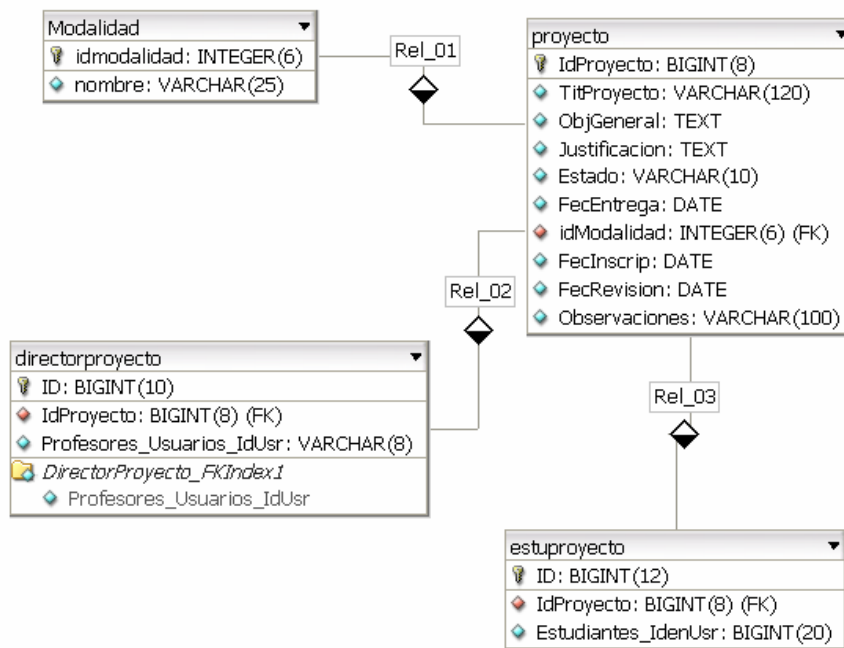 Modalidad
idmodalidad: INTEGER(6)
nombre: VARCHAR(25)
Rel_01
proyecto
IdProyecto: BIGINT(8)
TitProyecto: VARCHAR(120)
ObjGeneral: TEXT
Justificacion: TEXT
Estado: VARCHAR(10)
FecEntrega: DATE
idModalidad: INTEGER(6) (FK)
FecInscrip: DATE
FecRevision: DATE
Observaciones: VARCHAR(100)
Rel_02
directorproyecto
ID: BIGINT(10)
IdProyecto: BIGINT(8) (FK)
Profesores_Usuarios_IdUsr: VARCHAR(8)
DirectorProyecto_FKIndex1
Profesores_Usuarios_IdUsr
Rel_03
estuproyecto
ID: BIGINT(12)
IdProyecto: BIGINT(8) (FK)
Estudiantes_IdenUsr: BIGINT(20)